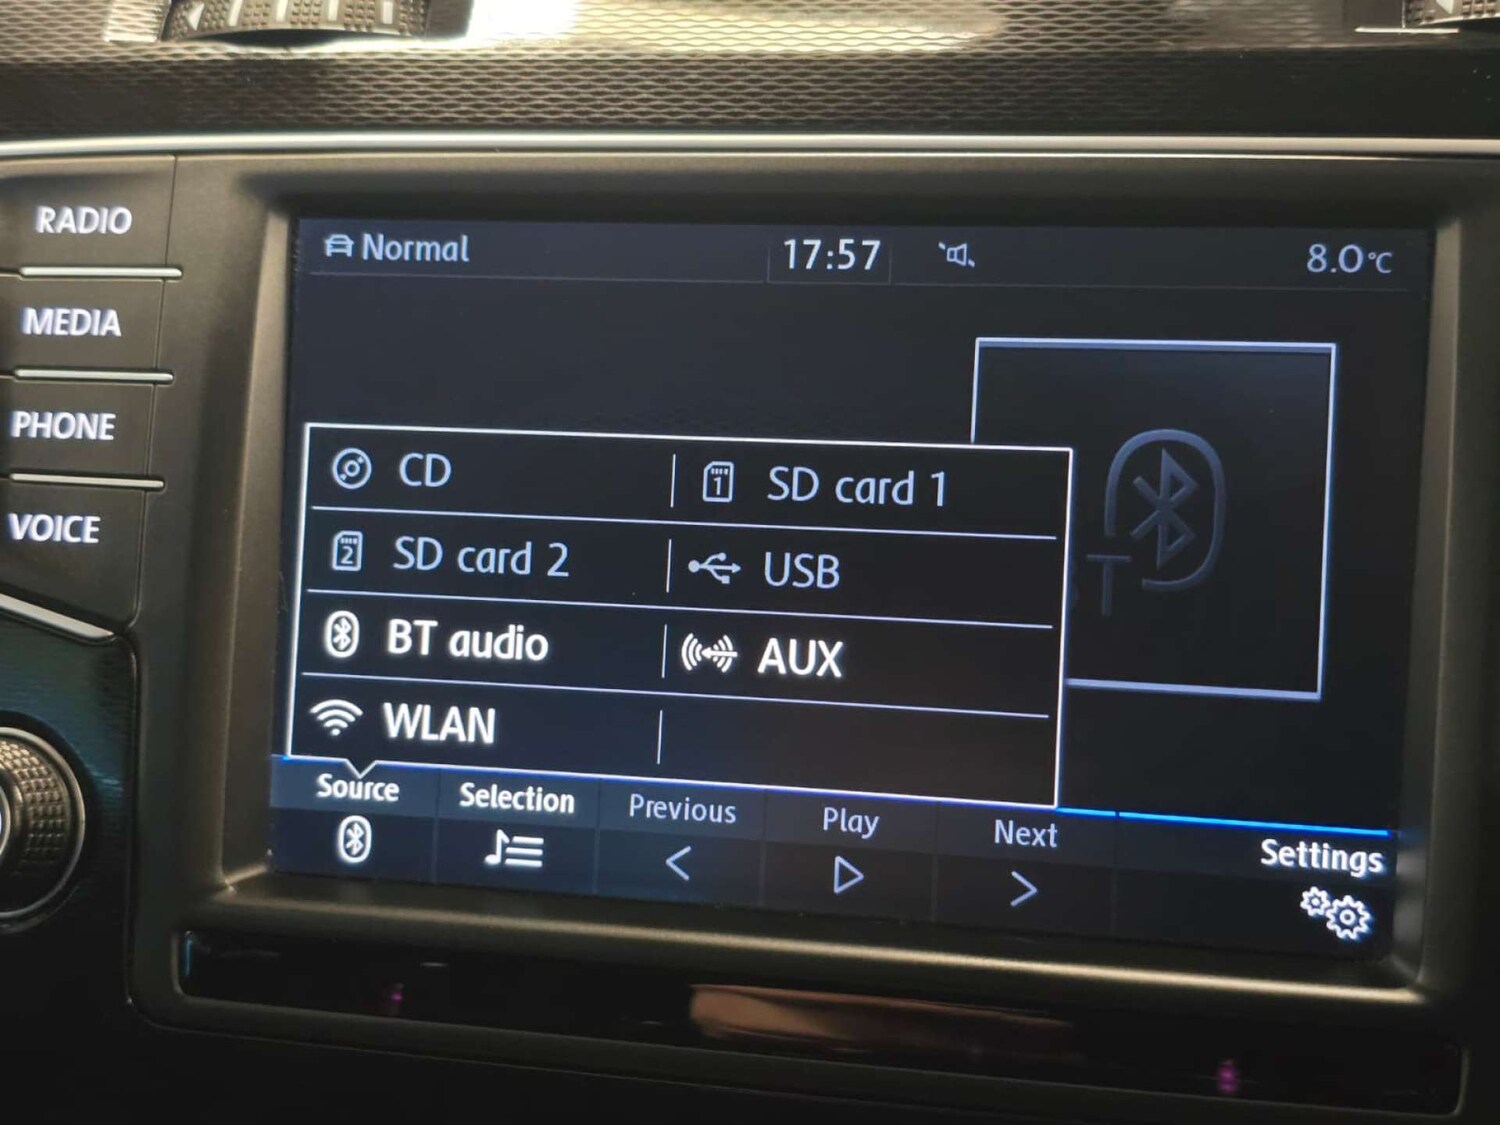 RADIO
MEDIA
PHONE
VOICE
Normal 17:57 8.0°C
CD SD card 1
SD card 2 USB
BT audio AUX
WLAN
Source Selection Previous Play Next Settings